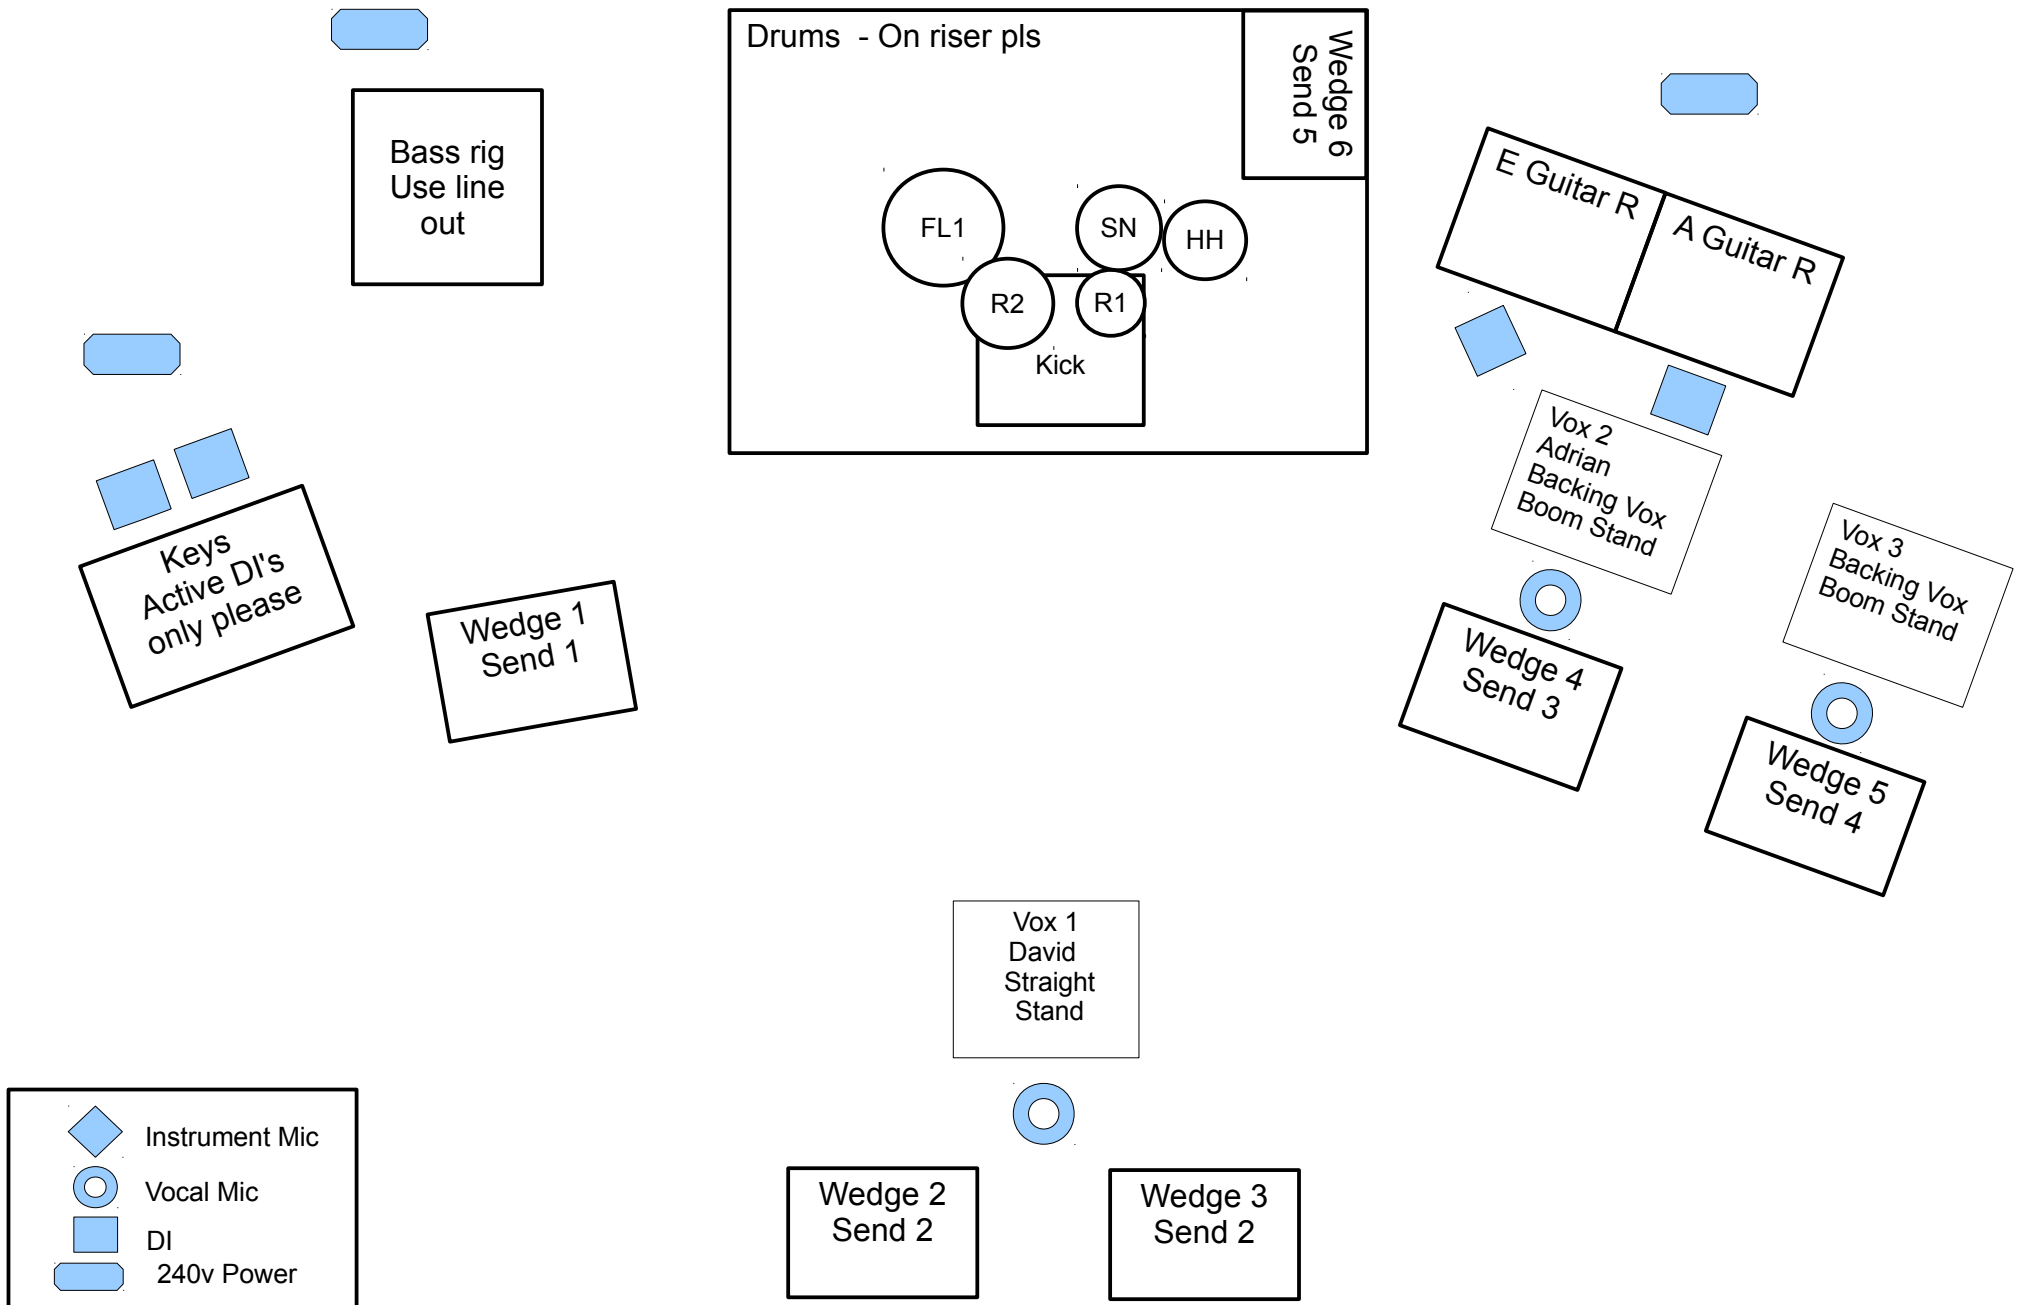 Drums  - On riser pls
Wedge 6
Send 5
Bass rig
Use line
out
FL1
SN
HH
R2
R1
Kick
E Guitar R
A Guitar R
Vox 2
Adrian
Backing Vox
Boom Stand
Vox 3
Backing Vox
Boom Stand
Keys
Active DI's
only please
Wedge 1
Send 1
Wedge 4
Send 3
Wedge 5
Send 4
Vox 1
David
Straight
Stand
Wedge 2
Send 2
Wedge 3
Send 2
Instrument Mic
Vocal Mic
DI
240v Power